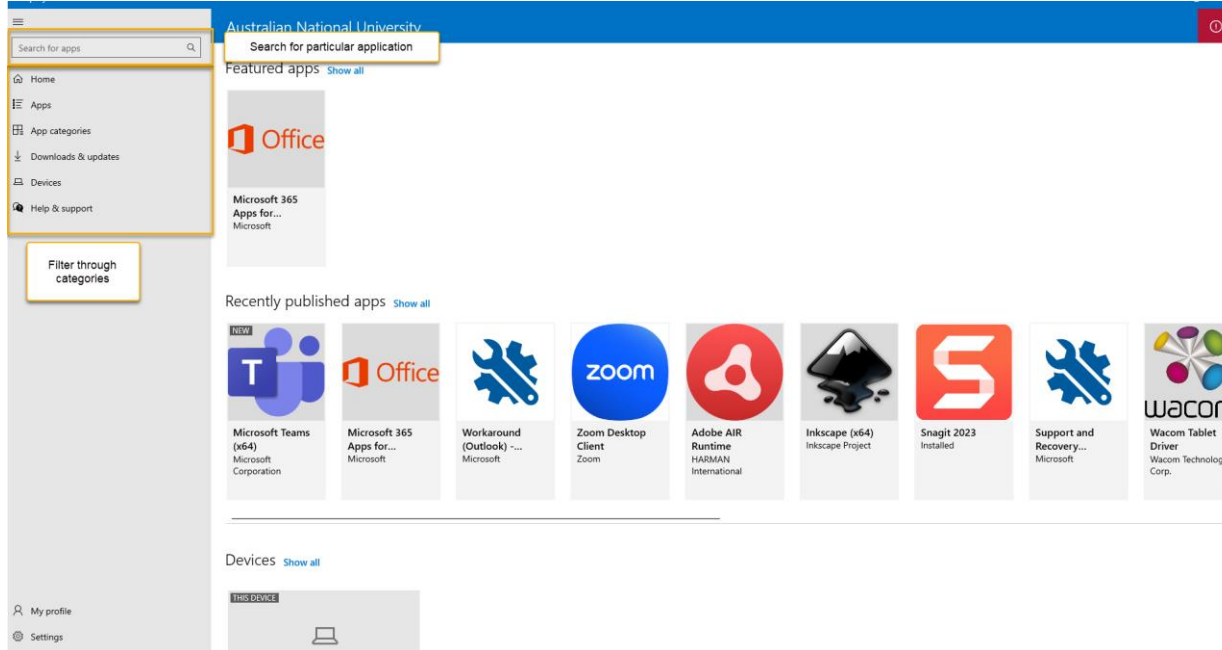 Australian National University
Search for apps
Search for particular application
Home
Apps
App categories
Downloads & updates
Devices
Help & support
Filter through
categories
Featured apps Show all
Office
Microsoft 365
Apps for...
Microsoft
Recently published apps Show all
NEW
T
Microsoft Teams
(x64)
Microsoft
Corporation
Office
Microsoft 365
Apps for...
Microsoft
Workaround
(Outlook) -...
Microsoft
zoom
Zoom Desktop
Client
Zoom
Adobe AIR
Runtime
HARMAN
International
Inkscape (x64)
Inkscape Project
S
Snagit 2023
Installed
Support and
Recovery...
Microsoft
wacom
Wacom Tablet
Driver
Wacom Technolog
Corp.
Devices Show all
THIS DEVICE
My profile
Settings